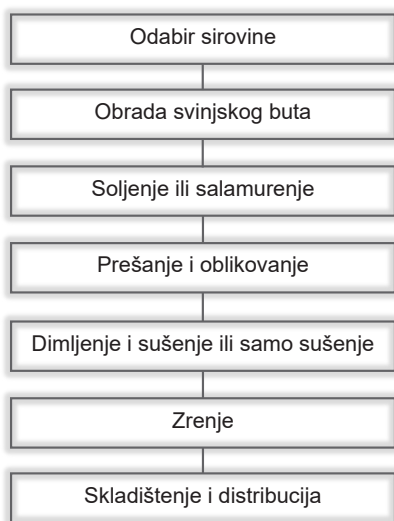 Odabir sirovine
Obrada svinjskog buta
Soljenje ili salamurenje
Prešanje i oblikovanje
Dimljenje i sušenje ili samo sušenje
Zrenje
Skladištenje i distribucija